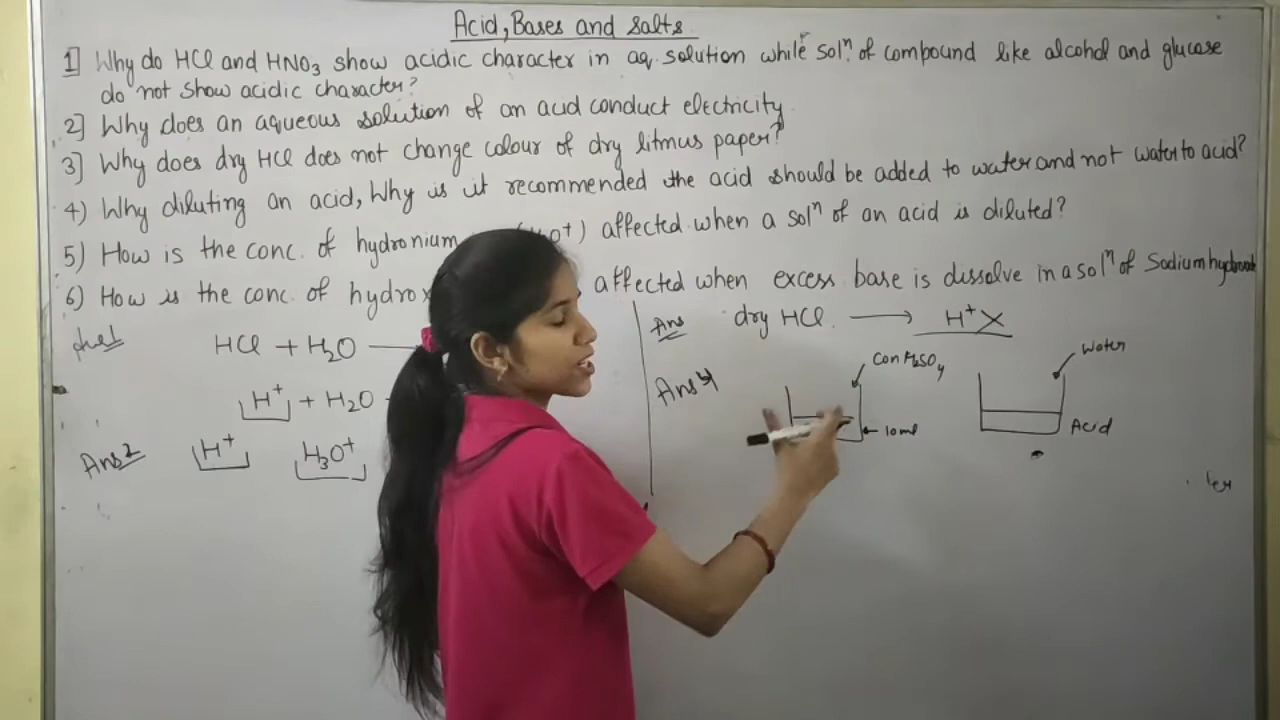 Acid, Bases and Salts
1] Why do HCl and HNO3 show acidic character in aq. solution while solⁿ. of compound like alcohol and glucose
do not show acidic character?
2] Why does an aqueous solution of an acid conduct electricity.
3] Why does dry HCl does not change colour of dry litmus paper?
4) Why diluting an acid, Why is it recommended the acid should be added to water and not water to acid?
5) How is the conc. of hydronium O⁺) affected when a solⁿ of an acid is diluted?
6) How is the conc. of hydrox affected when excess base is dissolve in a solⁿ of Sodium
HCl + H2O ⟶
H⁺ + H2O
Ans2 H⁺ H3O⁺
Ans dry HCl. ⟶ H⁺ X
Ans 4
Con H2SO4
10ml
Water
Acid